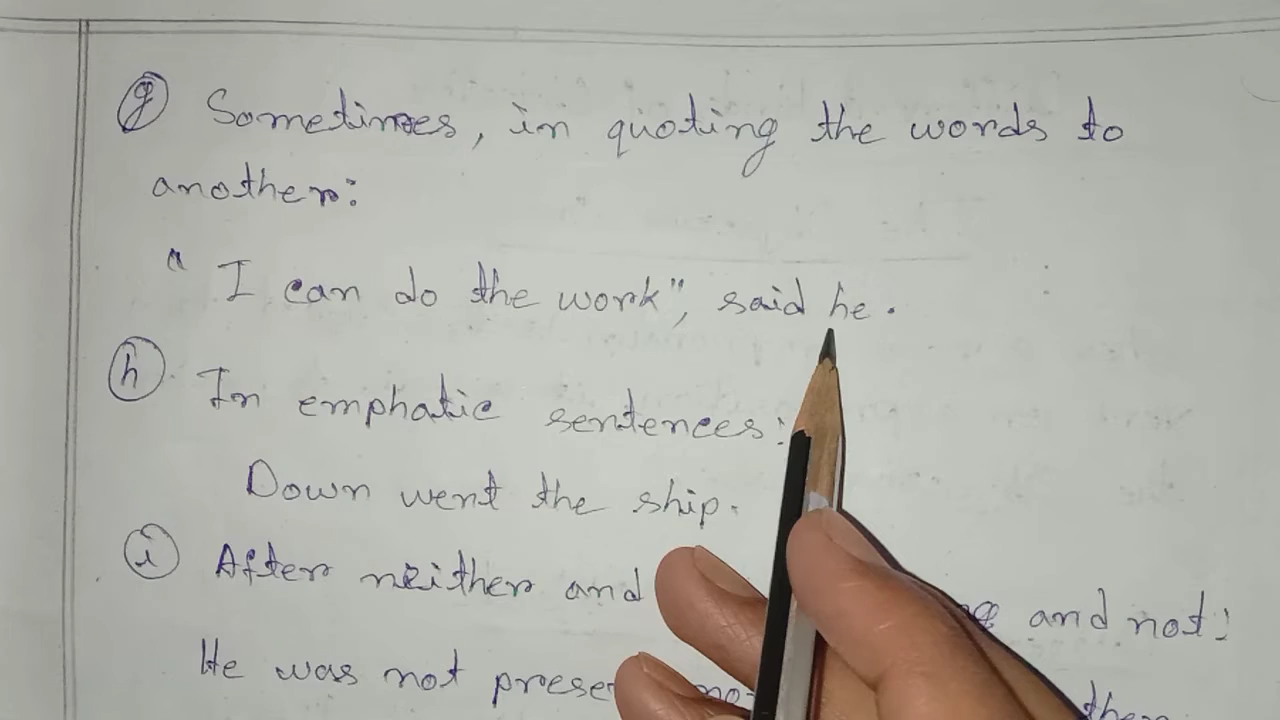 (g) Sometimes, in quoting the words to
another:
"I can do the work", said he.
(h) In emphatic sentences:
Down went the ship.
(i) After neither and and not:
He was not